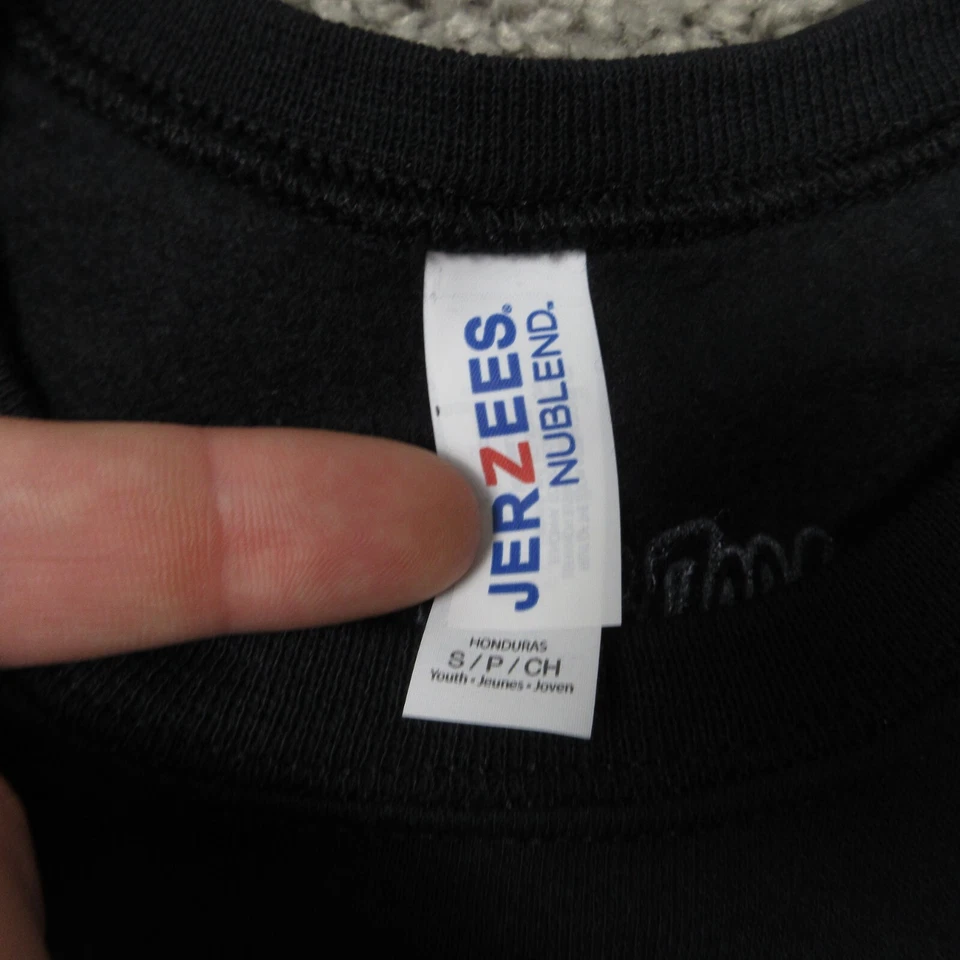 JERZEES®
NUBLEND.
HONDURAS
S / P / CH
Youth • Jeunes • Joven